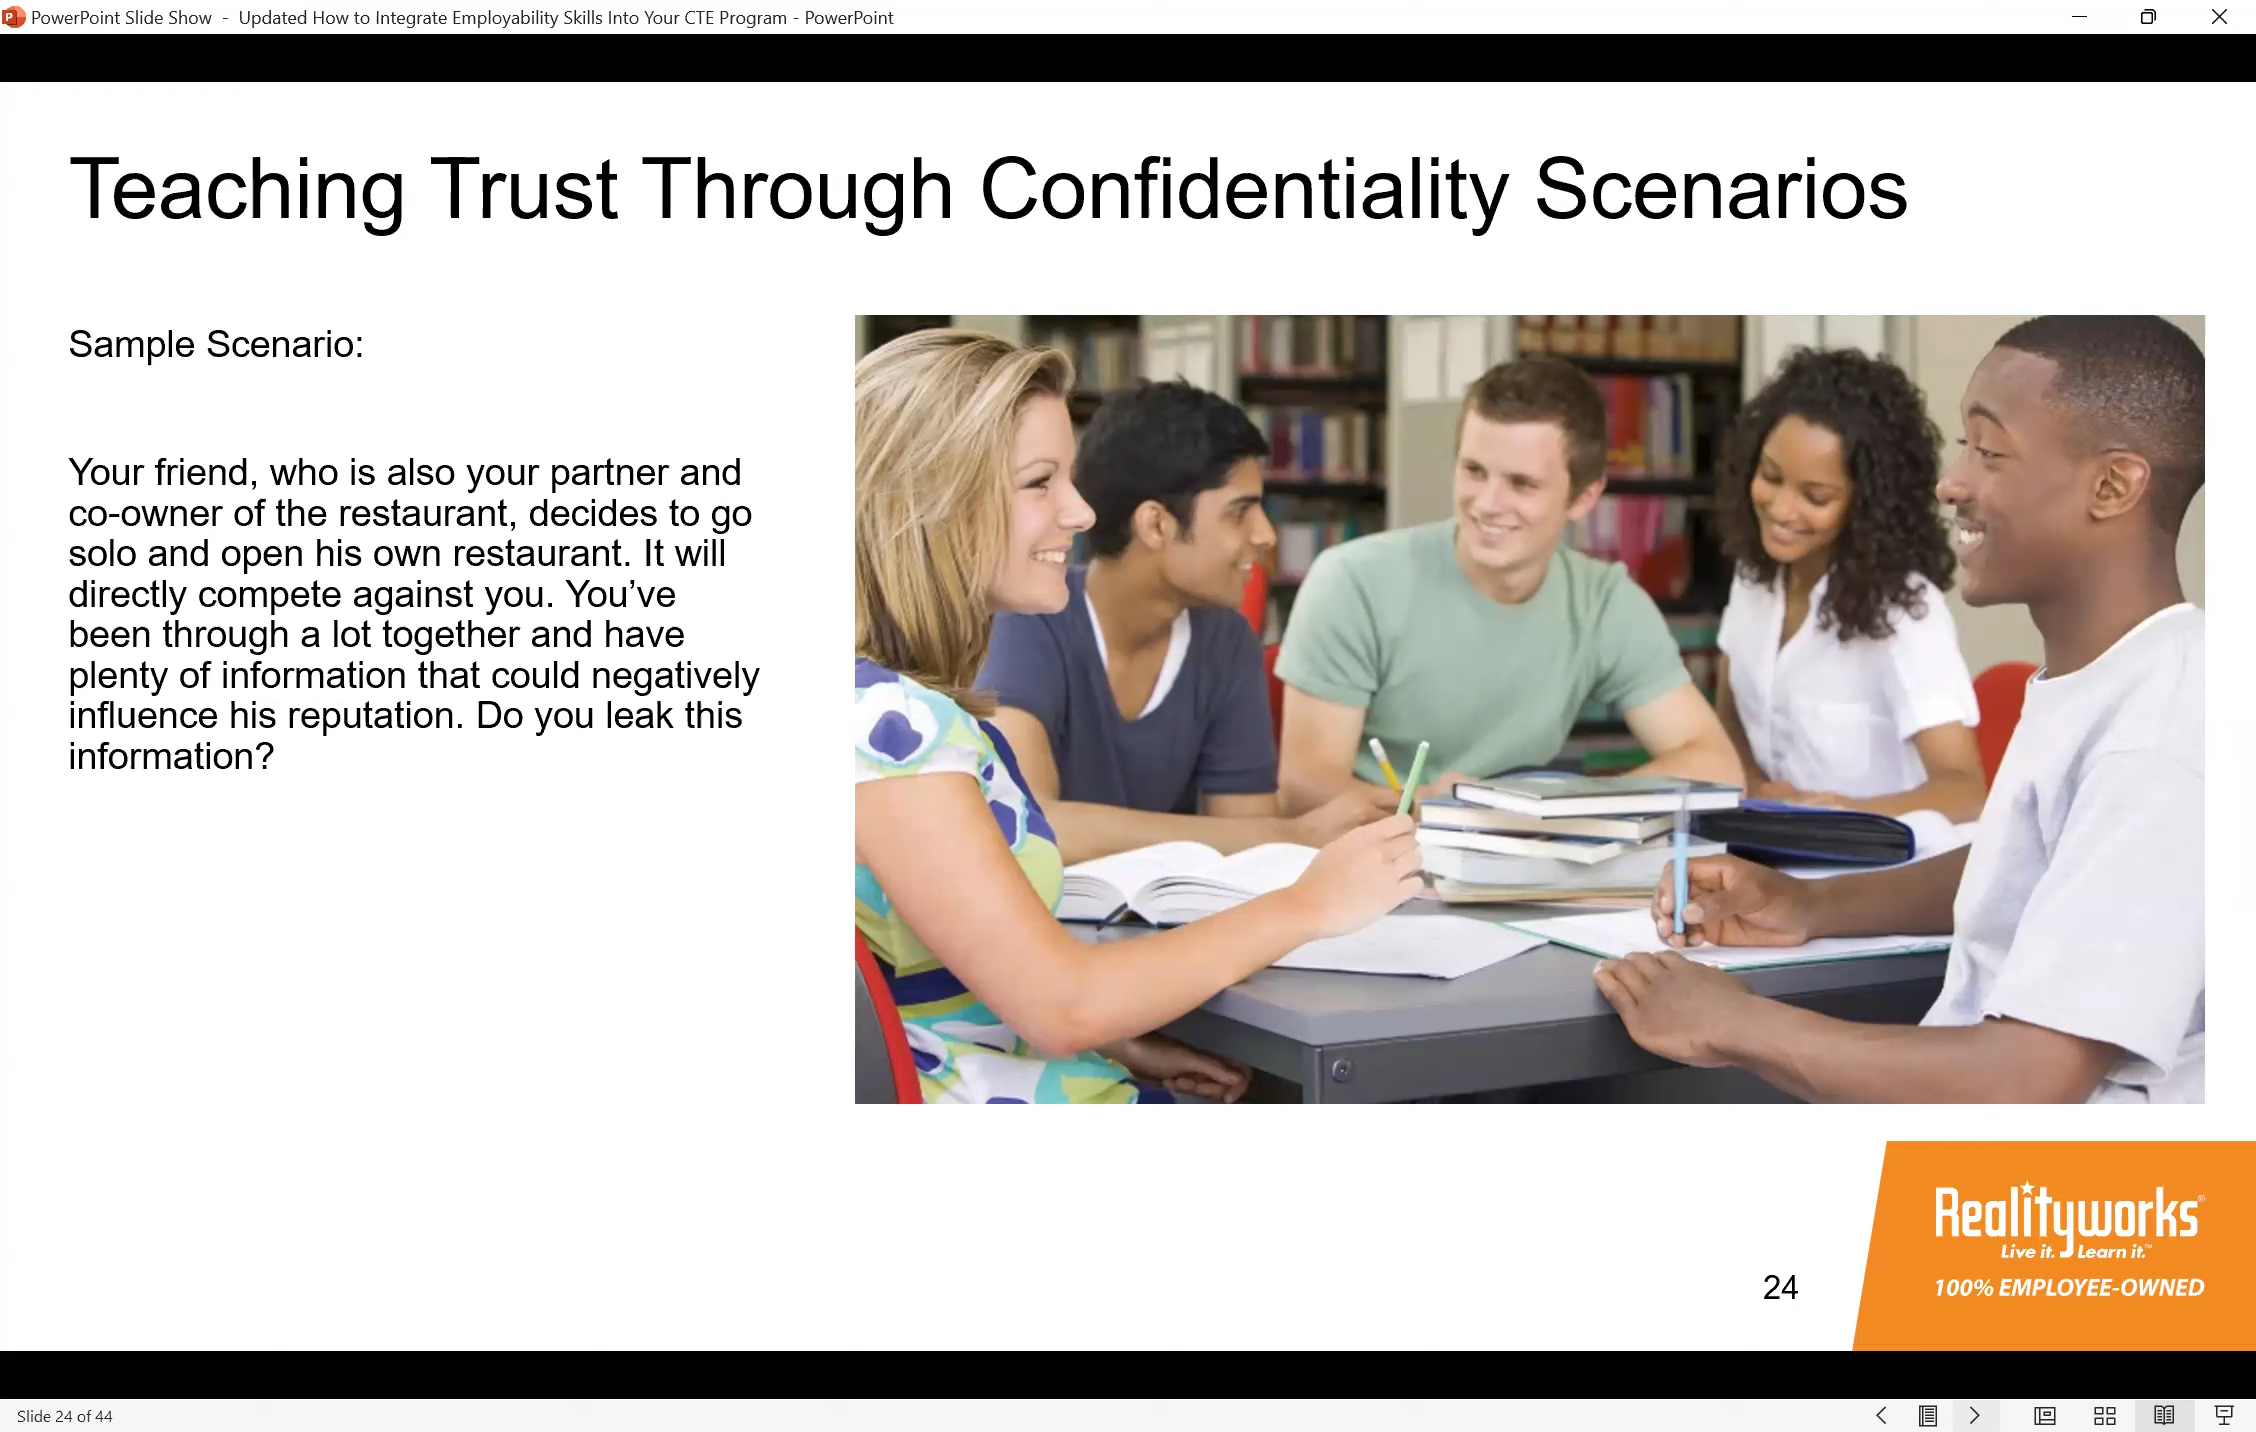 PowerPoint Slide Show - Updated How to Integrate Employability Skills Into Your CTE Program - PowerPoint
Teaching Trust Through Confidentiality Scenarios
Sample Scenario:
Your friend, who is also your partner and
co-owner of the restaurant, decides to go
solo and open his own restaurant. It will
directly compete against you. You’ve
been through a lot together and have
plenty of information that could negatively
influence his reputation. Do you leak this
information?
Realityworks®
Live it. Learn it.™
100% EMPLOYEE-OWNED
24
Slide 24 of 44